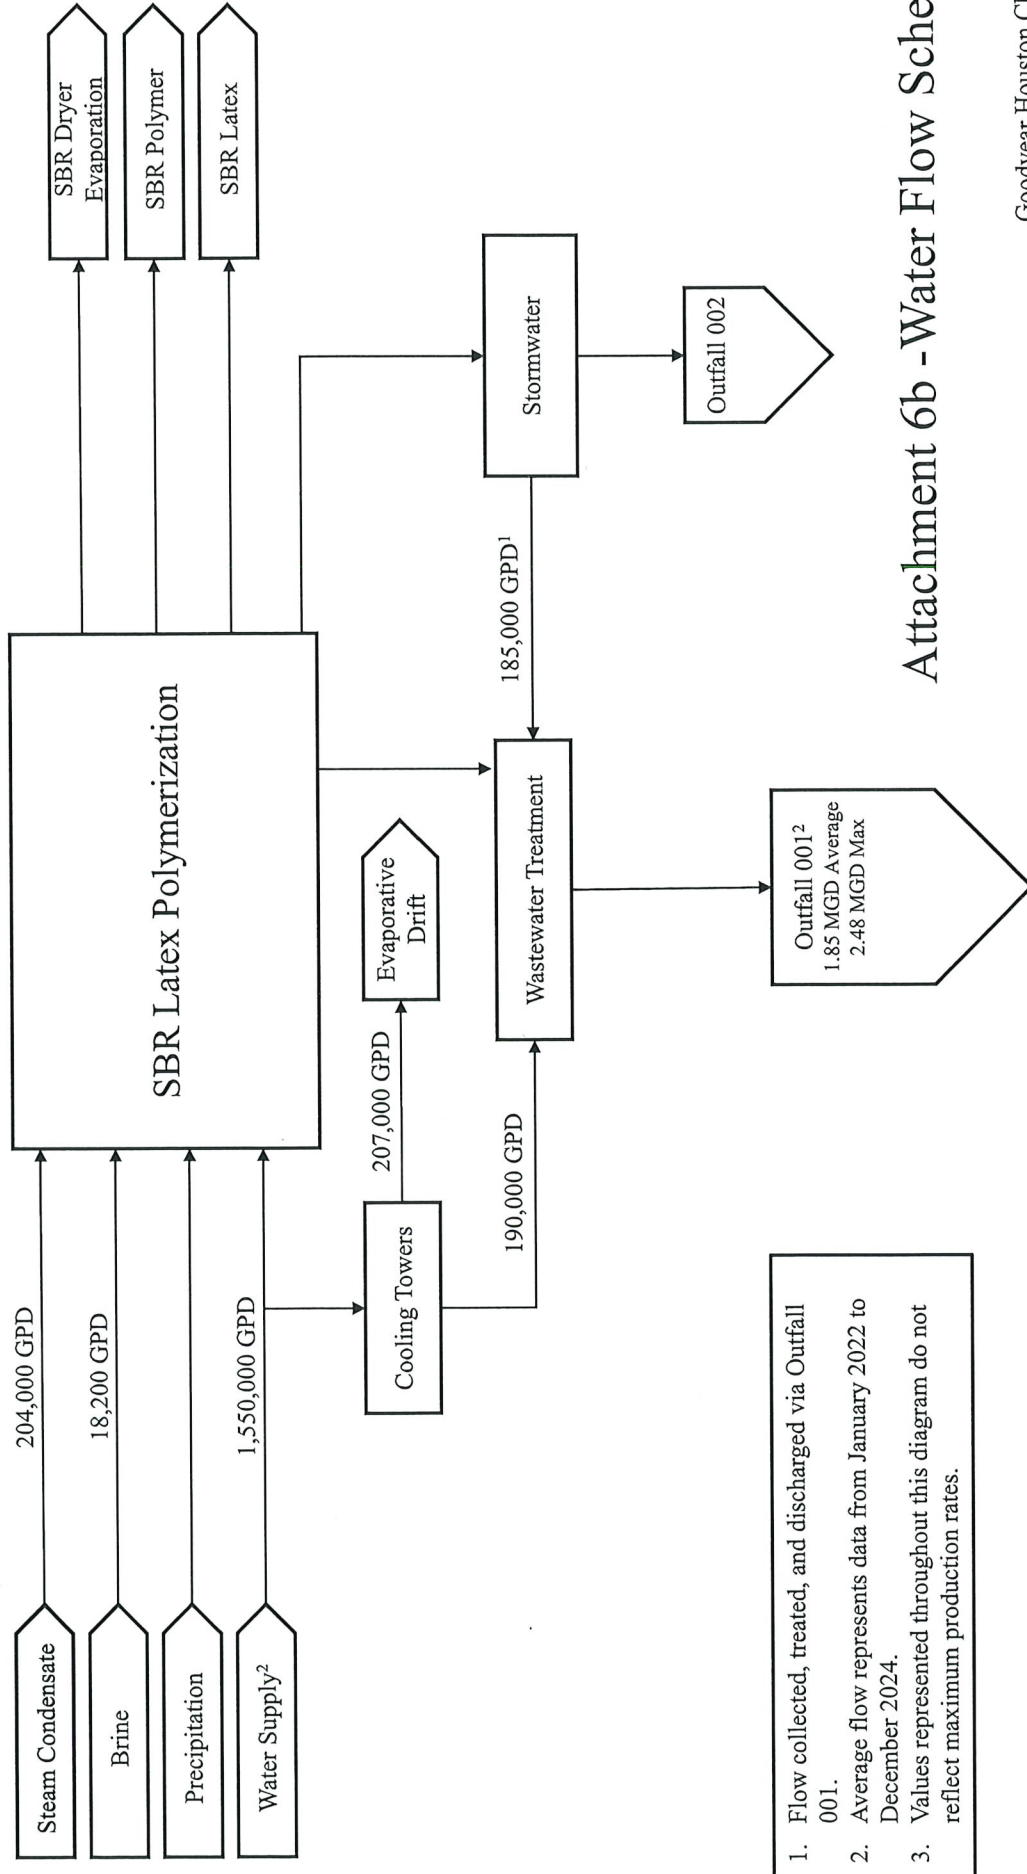 Steam Condensate
204,000 GPD
Brine
18,200 GPD
Precipitation
Water Supply²
1,550,000 GPD
SBR Latex Polymerization
SBR Dryer
Evaporation
SBR Polymer
SBR Latex
Cooling Towers
207,000 GPD
Evaporative
Drift
190,000 GPD
Wastewater Treatment
185,000 GPD¹
Stormwater
Outfall 001²
1.85 MGD Average
2.48 MGD Max
Outfall 002
1. Flow collected, treated, and discharged via Outfall
001.
2. Average flow represents data from January 2022 to
December 2024.
3. Values represented throughout this diagram do not
reflect maximum production rates.
Attachment 6b - Water Flow Sche
Goodyear Houston